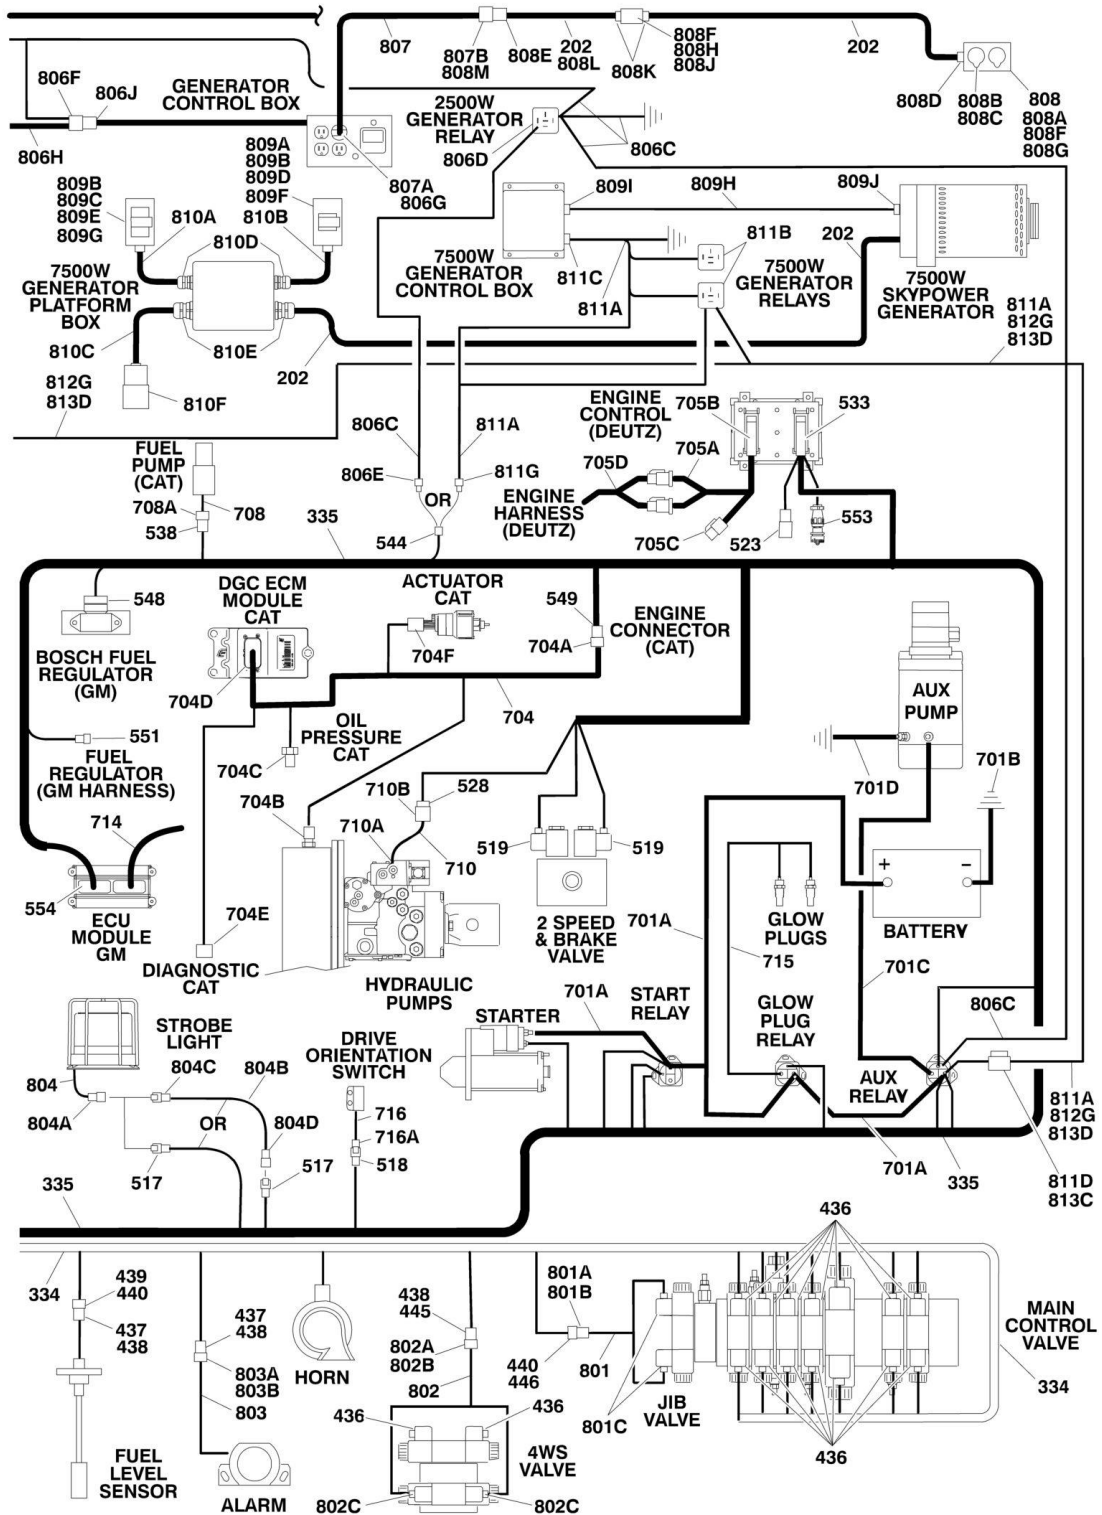 807
807B
808M
808E
202
808L
808K
808F
808H
808J
202
808D
808B
808C
808
808A
808F
808G
806F
806J
GENERATOR
CONTROL BOX
806H
2500W
GENERATOR
RELAY
806D
806C
809A
809B
809D
809F
807A
806G
809B
809C
809E
809G
810A
810B
810D
7500W
GENERATOR
PLATFORM
BOX
810C
810E
202
810F
812G
813D
809I
809H
809J
202
7500W
GENERATOR
CONTROL BOX
811C
811A
811B
7500W
GENERATOR
RELAYS
7500W
SKYPOWER
GENERATOR
811A
812G
813D
806C
811A
806E
811G
OR
544
FUEL
PUMP
(CAT)
708A
708
538
335
ENGINE
CONTROL
(DEUTZ)
705B
533
705A
705D
ENGINE
HARNESS
(DEUTZ)
705C
523
553
548
BOSCH FUEL
REGULATOR
(GM)
DGC ECM
MODULE
CAT
704D
ACTUATOR
CAT
704F
549
704A
ENGINE
CONNECTOR
(CAT)
704
551
FUEL
REGULATOR
(GM HARNESS)
OIL
PRESSURE
CAT
704C
704B
AUX
PUMP
701D
701B
714
554
ECU
MODULE
GM
704E
DIAGNOSTIC
CAT
710B
528
710A
710
HYDRAULIC
PUMPS
519
519
2 SPEED
& BRAKE
VALVE
701A
GLOW
PLUGS
715
+
-
BATTERY
701C
STROBE
LIGHT
804
804A
804C
804B
OR
804D
517
517
DRIVE
ORIENTATION
SWITCH
716
716A
518
STARTER
701A
START
RELAY
GLOW
PLUG
RELAY
AUX
RELAY
806C
811A
812G
813D
701A
335
811D
813C
335
334
439
440
437
438
FUEL
LEVEL
SENSOR
437
438
803A
803B
803
ALARM
HORN
438
445
802A
802B
802
436
436
4WS
VALVE
802C
802C
801A
801B
440
446
801
801C
JIB
VALVE
436
MAIN
CONTROL
VALVE
334
436